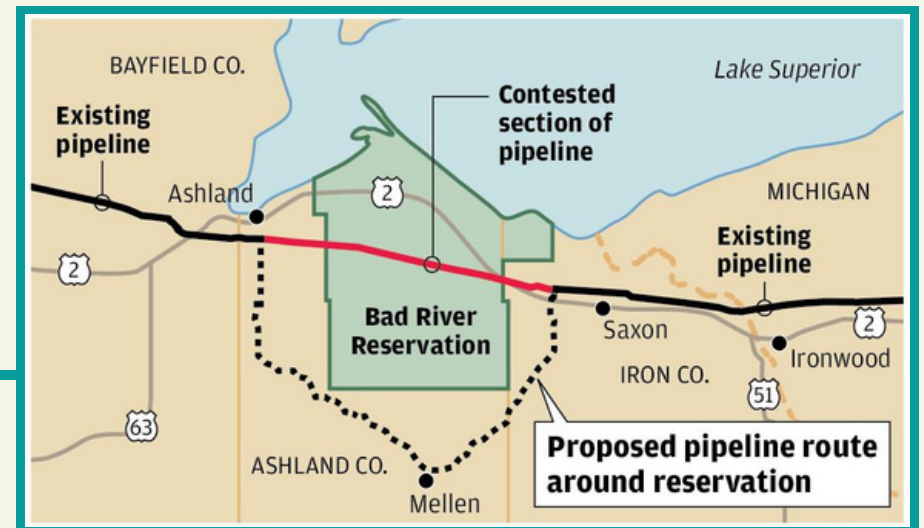 BAYFIELD CO.
Lake Superior
Existing
pipeline
Contested
section of
pipeline
Ashland
2
MICHIGAN
Existing
pipeline
2
Bad River
Reservation
Saxon
2
Ironwood
IRON CO.
51
63
ASHLAND CO.
Mellen
Proposed pipeline route
around reservation